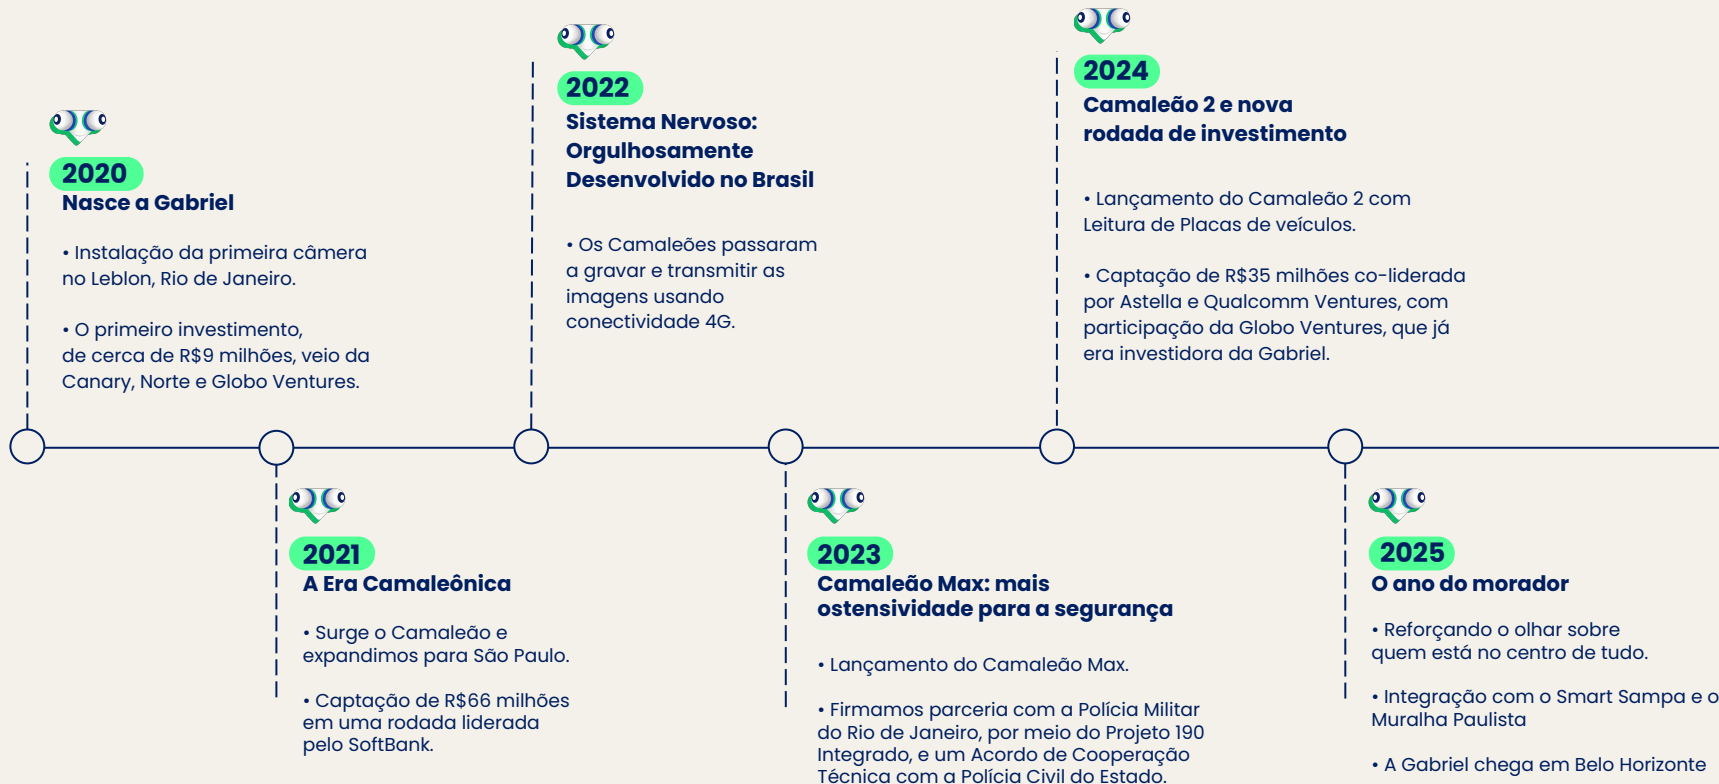 2020
Nasce a Gabriel
• Instalação da primeira câmera
no Leblon, Rio de Janeiro.
• O primeiro investimento,
de cerca de R$9 milhões, veio da
Canary, Norte e Globo Ventures.
2021
A Era Camaleônica
• Surge o Camaleão e
expandimos para São Paulo.
• Captação de R$66 milhões
em uma rodada liderada
pelo SoftBank.
2022
Sistema Nervoso:
Orgulhosamente
Desenvolvido no Brasil
• Os Camaleões passaram
a gravar e transmitir as
imagens usando
conectividade 4G.
2023
Camaleão Max: mais
ostensividade para a segurança
• Lançamento do Camaleão Max.
• Firmamos parceria com a Polícia Militar
do Rio de Janeiro, por meio do Projeto 190
Integrado, e um Acordo de Cooperação
Técnica com a Polícia Civil do Estado.
2024
Camaleão 2 e nova
rodada de investimento
• Lançamento do Camaleão 2 com
Leitura de Placas de veículos.
• Captação de R$35 milhões co-liderada
por Astella e Qualcomm Ventures, com
participação da Globo Ventures, que já
era investidora da Gabriel.
2025
O ano do morador
• Reforçando o olhar sobre
quem está no centro de tudo.
• Integração com o Smart Sampa e o
Muralha Paulista
• A Gabriel chega em Belo Horizonte